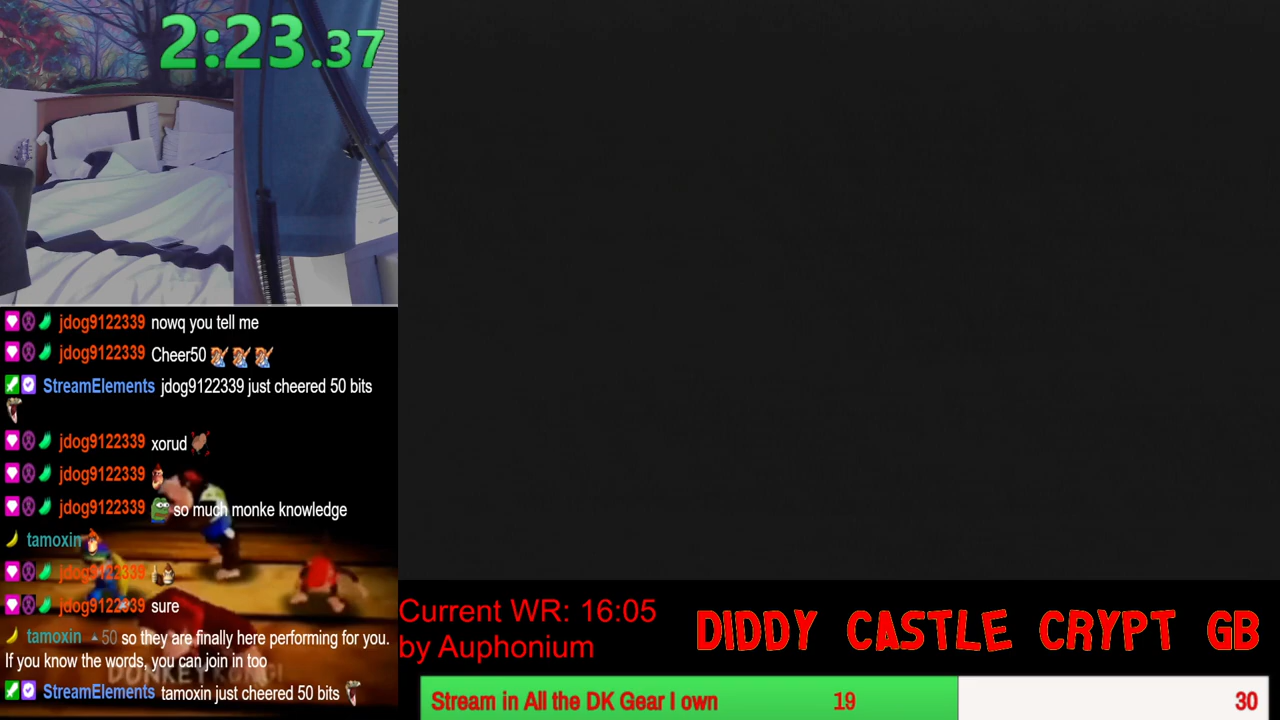 2:23.37
jdog9122339 nowq you tell me
jdog9122339 Cheer50
StreamElements jdog9122339 just cheered 50 bits
jdog9122339 xorud
jdog9122339
jdog9122339 so much monke knowledge
tamoxin
jdog9122339
jdog9122339 sure
tamoxin 50 so they are finally here performing for you.
If you know the words, you can join in too
DONKEY KONG!
StreamElements tamoxin just cheered 50 bits
Current WR: 16:05
by Auphonium
DIDDY CASTLE CRYPT GB
Stream in All the DK Gear I own 19 30